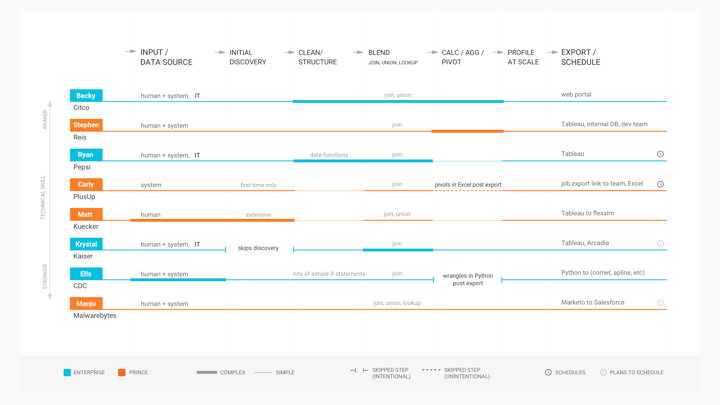 INPUT /
DATA SOURCE
INITIAL
DISCOVERY
CLEAN/
STRUCTURE
BLEND
JOIN, UNION, LOOKUP
CALC / AGG /
PIVOT
PROFILE
AT SCALE
EXPORT /
SCHEDULE
WEAKER
TECHNICAL SKILL
STRONGER
Becky
Citco
human + system, IT
join, union
web portal
Stephen
Reis
human + system
join
Tableau, internal DB, dev team
Ryan
Pepsi
human + system, IT
date functions
join
Tableau
Carly
PlusUp
system
first time only
join
pivots in Excel post export
job export link to team, Excel
Matt
Kuecker
human
extensive
join, union
Tableau to flexsim
Krystal
Kaiser
human + system, IT
skips discovery
join
Tableau, Arcadia
Ells
CDC
human + system
lots of simple if statements
join
wrangles in Python
post export
Python to (comet, apline, etc)
Manju
Malwarebytes
human + system
join, union, lookup
Marketo to Salesforce
ENTERPRISE
PRINCE
COMPLEX
SIMPLE
SKIPPED STEP
(INTENTIONAL)
SKIPPED STEP
(UNINTENTIONAL)
SCHEDULES
PLANS TO SCHEDULE